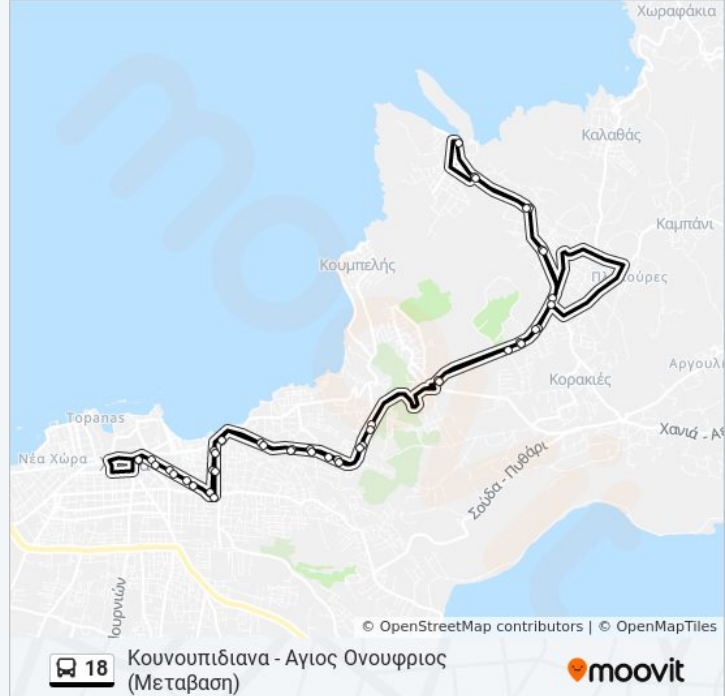 Χωραφάκια
Καλαθάς
Καμπάνι
Κουμπελής
Αργουλι
Κορακιές
Topanas
Χανιά - Α
Νέα Χώρα
Σούδα - Πυθάρι
© OpenStreetMap contributors | © OpenMapTiles
18
Κουνουπιδιανα - Αγιος Ονουφριος
(Μεταβαση)
moovit